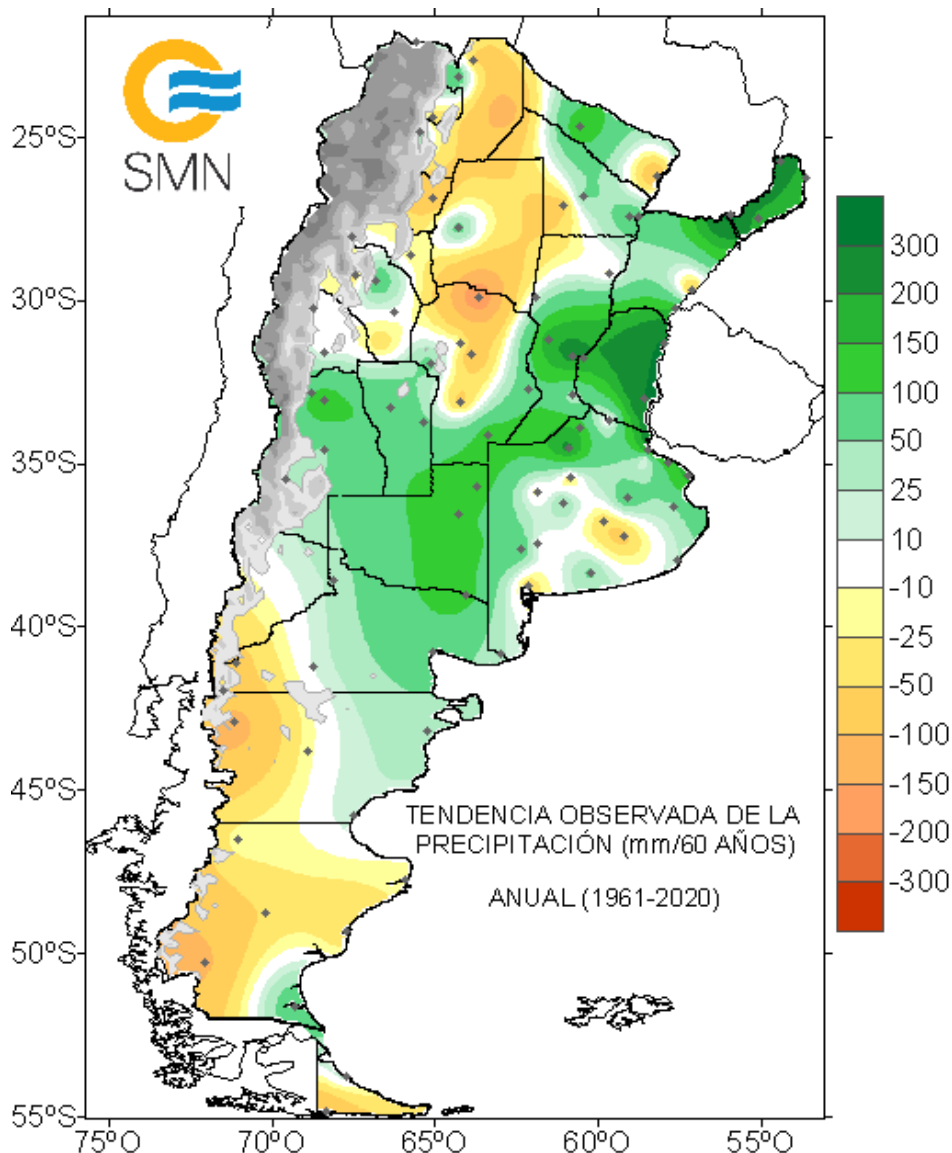 SMN
25ºS
30ºS
35ºS
40ºS
45ºS
50ºS
55ºS
300
200
150
100
50
25
10
-10
-25
-50
-100
-150
-200
-300
TENDENCIA OBSERVADA DE LA
PRECIPITACIÓN (mm/60 AÑOS)
ANUAL (1961-2020)
75ºO
70ºO
65ºO
60ºO
55ºO